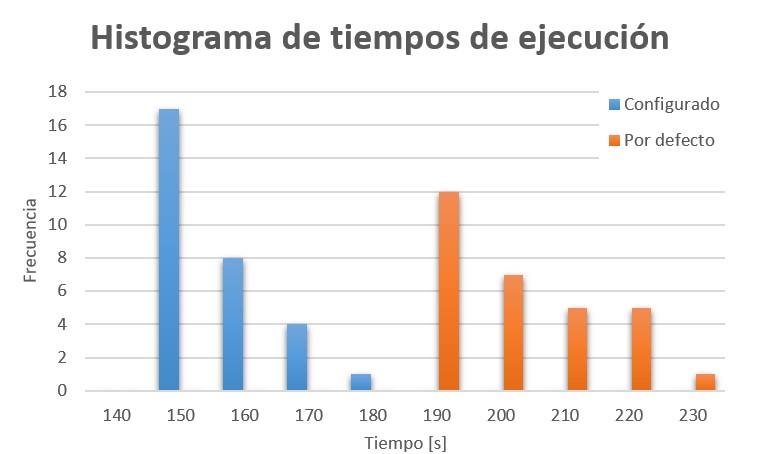 Histograma de tiempos de ejecución
18
16
14
12
10
8
6
4
2
0
Frecuencia
Configurado
Por defecto
140 150 160 170 180 190 200 210 220 230
Tiempo [s]